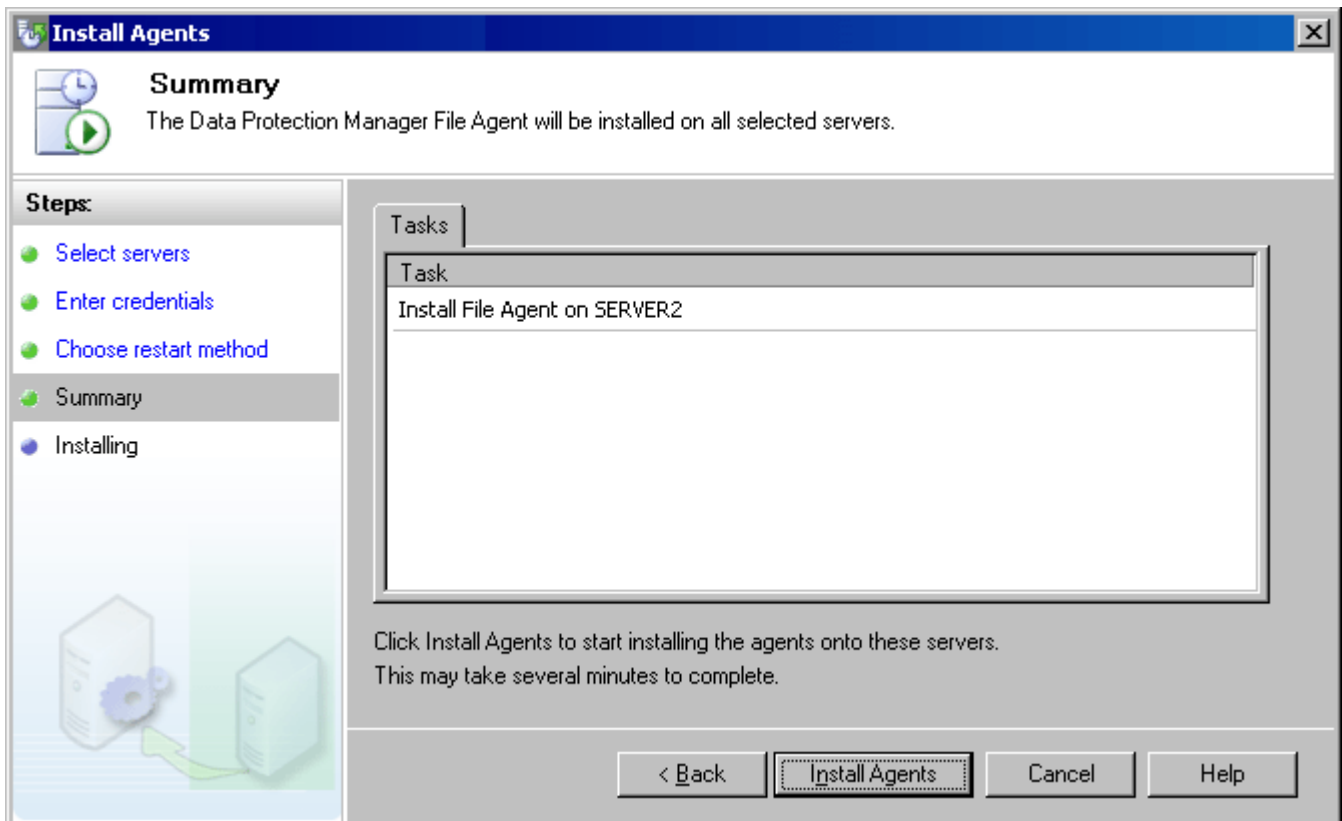 Install Agents
Summary
The Data Protection Manager File Agent will be installed on all selected servers.
Steps:
Select servers
Enter credentials
Choose restart method
Summary
Installing
Tasks
Task
Install File Agent on SERVER2
Click Install Agents to start installing the agents onto these servers.
This may take several minutes to complete.
< Back
Install Agents
Cancel
Help